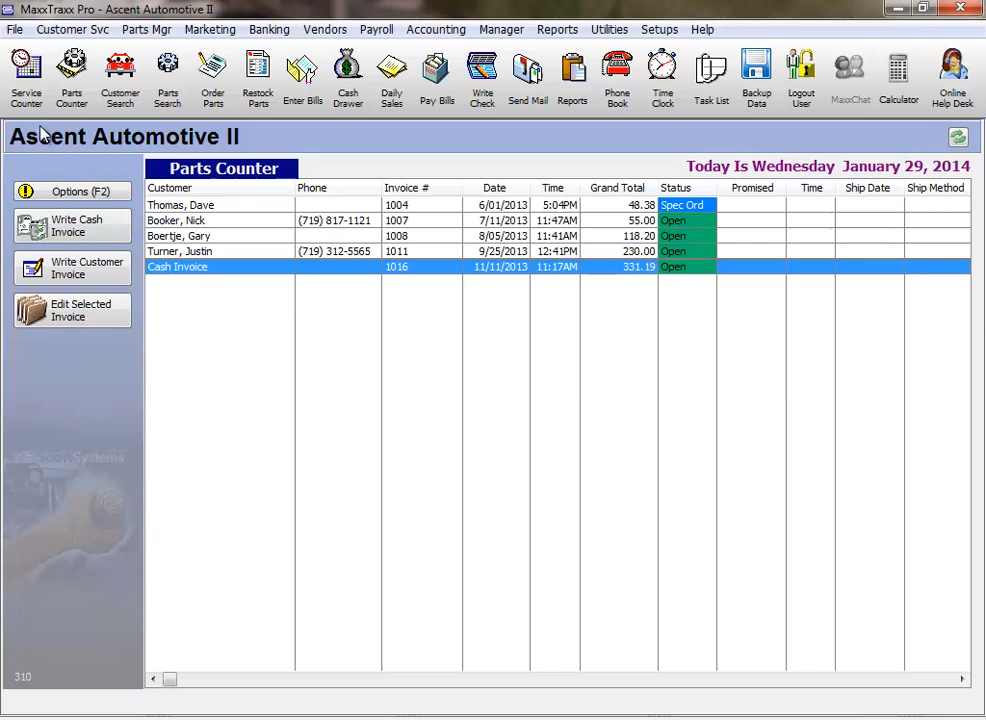 MaxxTraxx Pro - Ascent Automotive II
File Customer Svc Parts Mgr Marketing Banking Vendors Payroll Accounting Manager Reports Utilities Setups Help
Service Counter Parts Counter Customer Search Parts Search Order Parts Restock Parts Enter Bills Cash Drawer Daily Sales Pay Bills Write Check Send Mail Reports Phone Book Time Clock Task List Backup Data Logout User MaxxChat Calculator Online Help Desk
Ascent Automotive II
Parts Counter Today Is Wednesday January 29, 2014
Customer Phone Invoice # Date Time Grand Total Status Promised Time Ship Date Ship Method
Thomas, Dave 1004 6/01/2013 5:04PM 48.38 Spec Ord
Booker, Nick (719) 817-1121 1007 7/11/2013 11:47AM 55.00 Open
Boertje, Gary 1008 8/05/2013 11:41AM 118.20 Open
Turner, Justin (719) 312-5565 1011 9/25/2013 12:41PM 230.00 Open
Cash Invoice 1016 11/11/2013 11:17AM 331.19 Open
Options (F2)
Write Cash
Invoice
Write Customer
Invoice
Edit Selected
Invoice
310